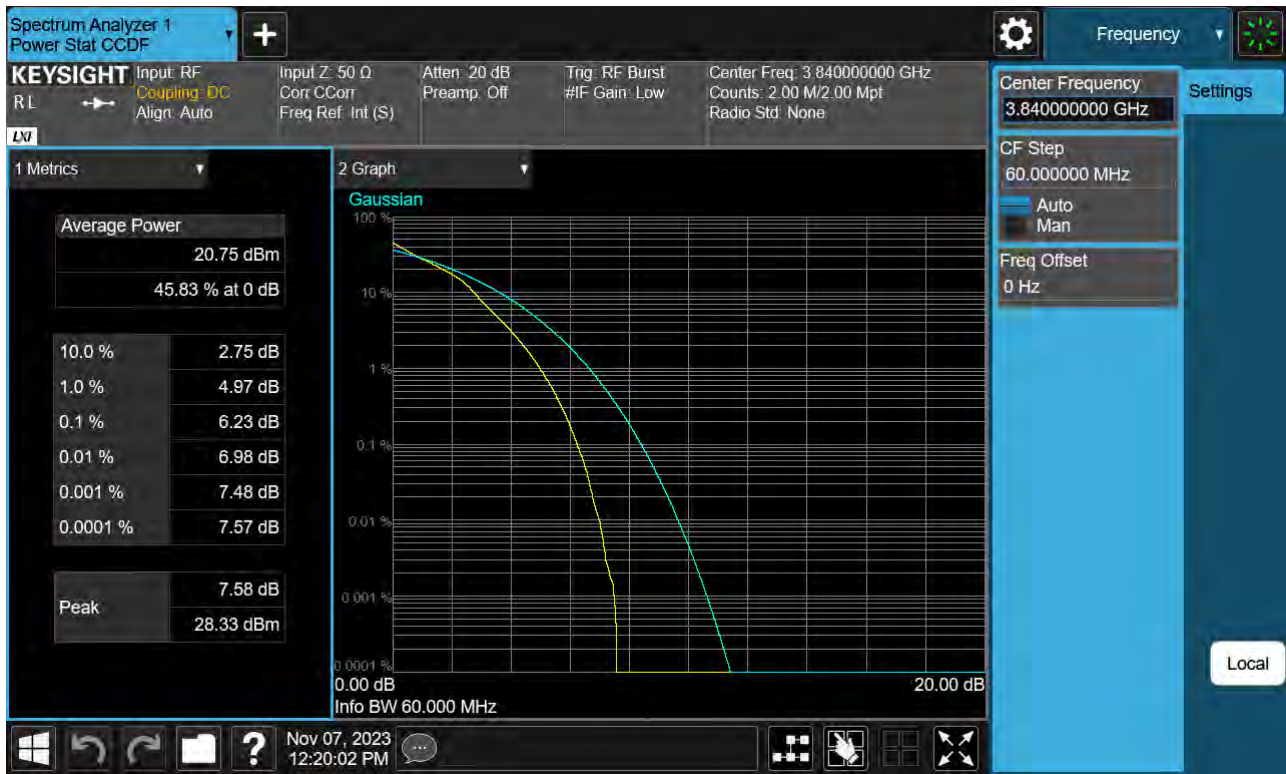 Spectrum Analyzer 1
Power Stat CCDF
Frequency
KEYSIGHT
RL
LXI
Input: RF
Coupling: DC
Align: Auto
Input Z: 50 Ω
Corr CCorr
Freq Ref: Int (S)
Atten: 20 dB
Preamp: Off
Trig: RF Burst
#IF Gain: Low
Center Freq: 3.840000000 GHz
Counts: 2.00 M/2.00 Mpt
Radio Std: None
Center Frequency
3.840000000 GHz
Settings
CF Step
60.000000 MHz
Auto
Man
Freq Offset
0 Hz
Local
1 Metrics
Average Power
20.75 dBm
45.83 % at 0 dB
10.0 % 2.75 dB
1.0 % 4.97 dB
0.1 % 6.23 dB
0.01 % 6.98 dB
0.001 % 7.48 dB
0.0001 % 7.57 dB
Peak
7.58 dB
28.33 dBm
2 Graph
Gaussian
100 %
10 %
1 %
0.1 %
0.01 %
0.001 %
0.0001 %
0.00 dB
20.00 dB
Info BW 60.000 MHz
?
Nov 07, 2023
12:20:02 PM